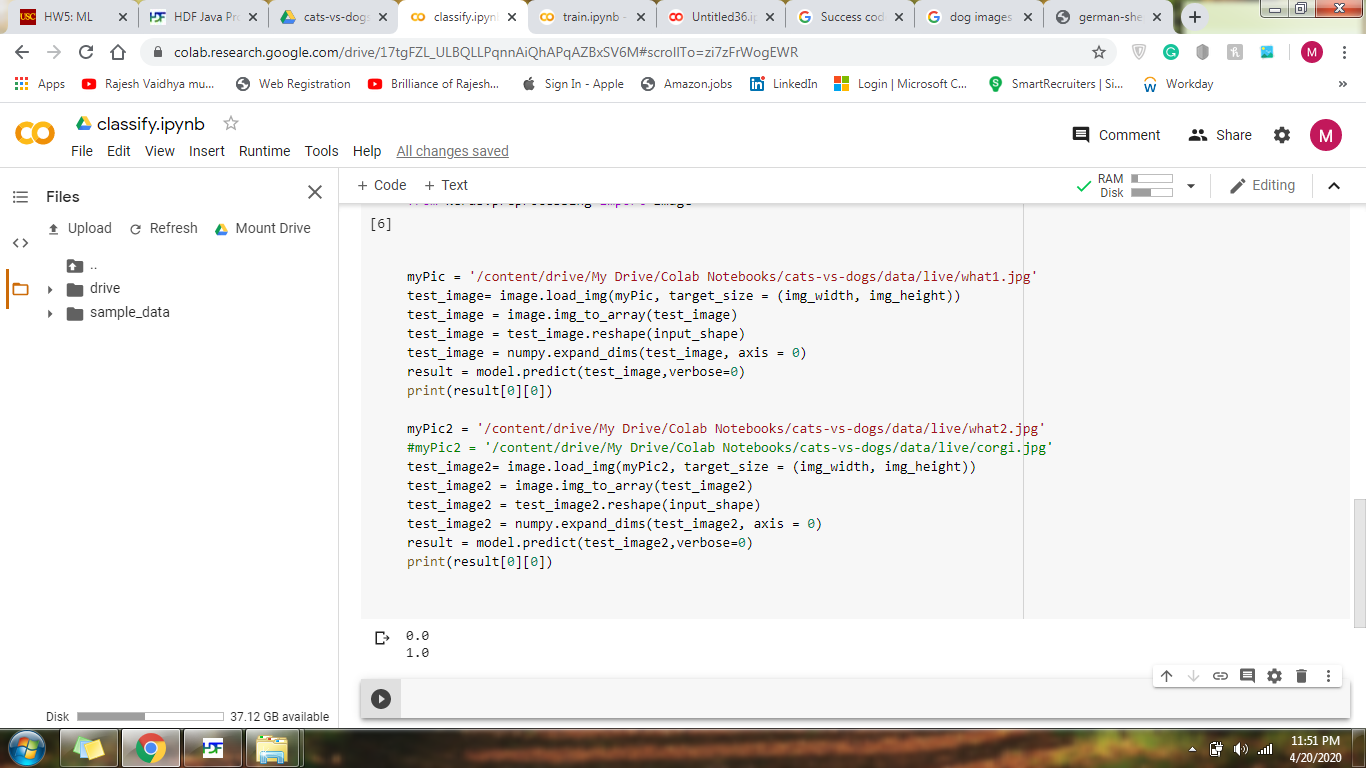 HW5: ML
HDF Java Pr
cats-vs-dogs
classify.ipyn
train.ipynb -
Untitled36.ip
Success cod
dog images
german-she
colab.research.google.com/drive/17tgFZL_ULBQLLPqnnAiQhAPqAZBxSV6M#scrollTo=zi7zFrWogEWR
M
Apps
Rajesh Vaidhya mu...
Web Registration
Brilliance of Rajesh...
Sign In - Apple
Amazon.jobs
LinkedIn
Login | Microsoft C...
SmartRecruiters | Si...
Workday
»
classify.ipynb
File Edit View Insert Runtime Tools Help All changes saved
Comment
Share
M
Files
+ Code + Text
RAM
Disk
Editing
Upload Refresh Mount Drive
..
drive
sample_data
[6]
myPic = '/content/drive/My Drive/Colab Notebooks/cats-vs-dogs/data/live/what1.jpg'
test_image= image.load_img(myPic, target_size = (img_width, img_height))
test_image = image.img_to_array(test_image)
test_image = test_image.reshape(input_shape)
test_image = numpy.expand_dims(test_image, axis = 0)
result = model.predict(test_image,verbose=0)
print(result[0][0])
myPic2 = '/content/drive/My Drive/Colab Notebooks/cats-vs-dogs/data/live/what2.jpg'
#myPic2 = '/content/drive/My Drive/Colab Notebooks/cats-vs-dogs/data/live/corgi.jpg'
test_image2= image.load_img(myPic2, target_size = (img_width, img_height))
test_image2 = image.img_to_array(test_image2)
test_image2 = test_image2.reshape(input_shape)
test_image2 = numpy.expand_dims(test_image2, axis = 0)
result = model.predict(test_image2,verbose=0)
print(result[0][0])
0.0
1.0
Disk 37.12 GB available
11:51 PM
4/20/2020